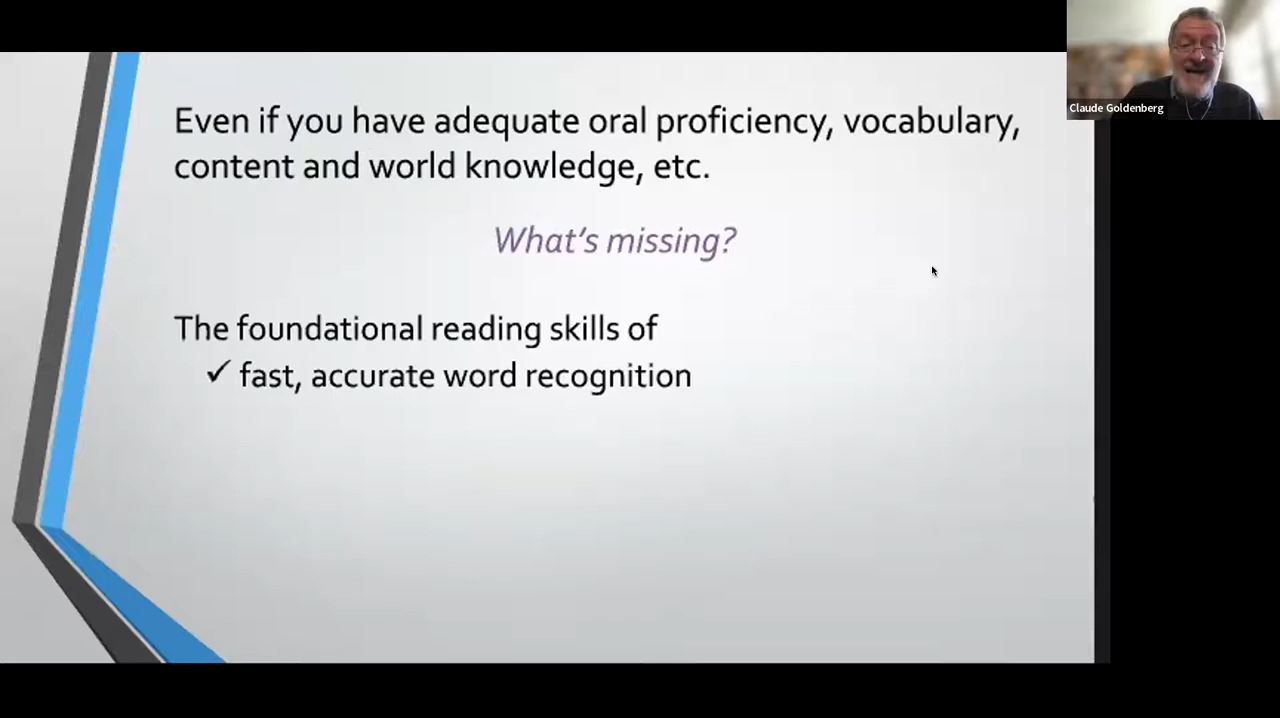 Claude Goldenberg
Even if you have adequate oral proficiency, vocabulary,
content and world knowledge, etc.
What’s missing?
The foundational reading skills of
✓ fast, accurate word recognition